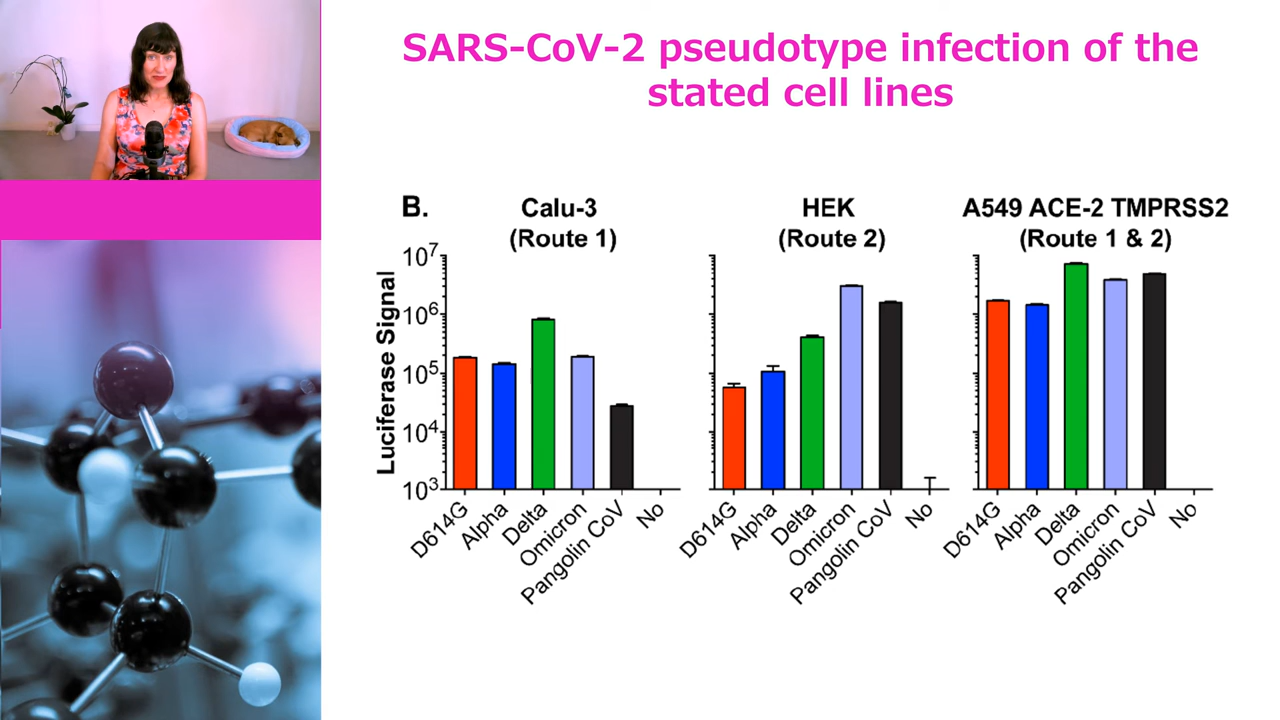 SARS-CoV-2 pseudotype infection of the
stated cell lines
B.
Calu-3
(Route 1)
HEK
(Route 2)
A549 ACE-2 TMPRSS2
(Route 1 & 2)
Luciferase Signal
10⁷
10⁶
10⁵
10⁴
10³
D614G
Alpha
Delta
Omicron
Pangolin CoV
No
D614G
Alpha
Delta
Omicron
Pangolin CoV
No
D614G
Alpha
Delta
Omicron
Pangolin CoV
No